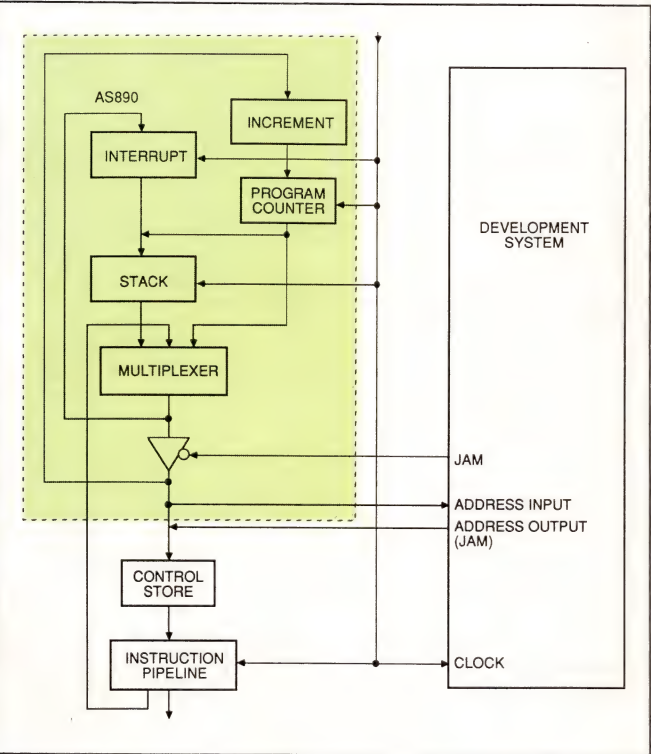 AS890
INCREMENT
INTERRUPT
PROGRAM
COUNTER
DEVELOPMENT
SYSTEM
STACK
MULTIPLEXER
JAM
ADDRESS INPUT
ADDRESS OUTPUT
(JAM)
CONTROL
STORE
INSTRUCTION
PIPELINE
CLOCK